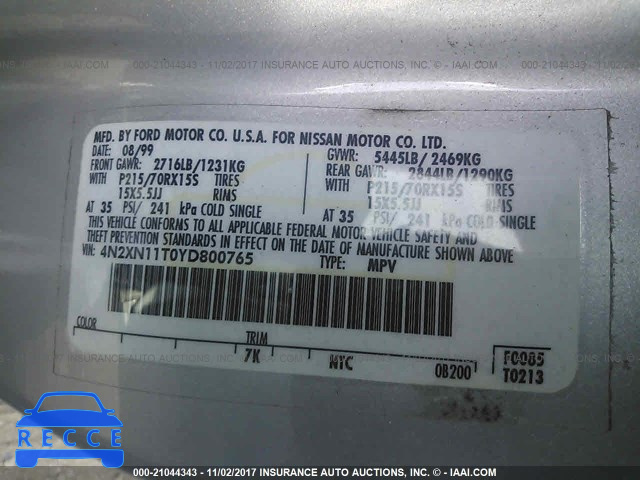 000-21044343 - 11/02/2017 INSURANCE AUTO AUCTIONS, INC. - © - IAAI.COM
MFD. BY FORD MOTOR CO. U.S.A. FOR NISSAN MOTOR CO. LTD.
DATE: 08/99 GVWR: 5445LB/ 2469KG
FRONT GAWR: 2716LB/1231KG REAR GAWR: 2844LB/1290KG
WITH P215/70RX15S TIRES WITH P215/70RX15S TIRES
15X5.5JJ RIMS 15X5.5JJ RIMS
AT 35 PSI/ 241 kPa COLD SINGLE AT 35 PSI/ 241 kPa COLD SINGLE
THIS VEHICLE CONFORMS TO ALL APPLICABLE FEDERAL MOTOR VEHICLE SAFETY AND
THEFT PREVENTION STANDARDS IN EFFECT ON THE DATE OF MANUFACTURE SHOWN ABOVE
VIN: 4N2XN11T0YD800765 TYPE: MPV
COLOR TRIM
7K NTC 0B200 F0085
T0213
RECCE
000-21044343 - 11/02/2017 INSURANCE AUTO AUCTIONS, INC. - © - IAAI.COM